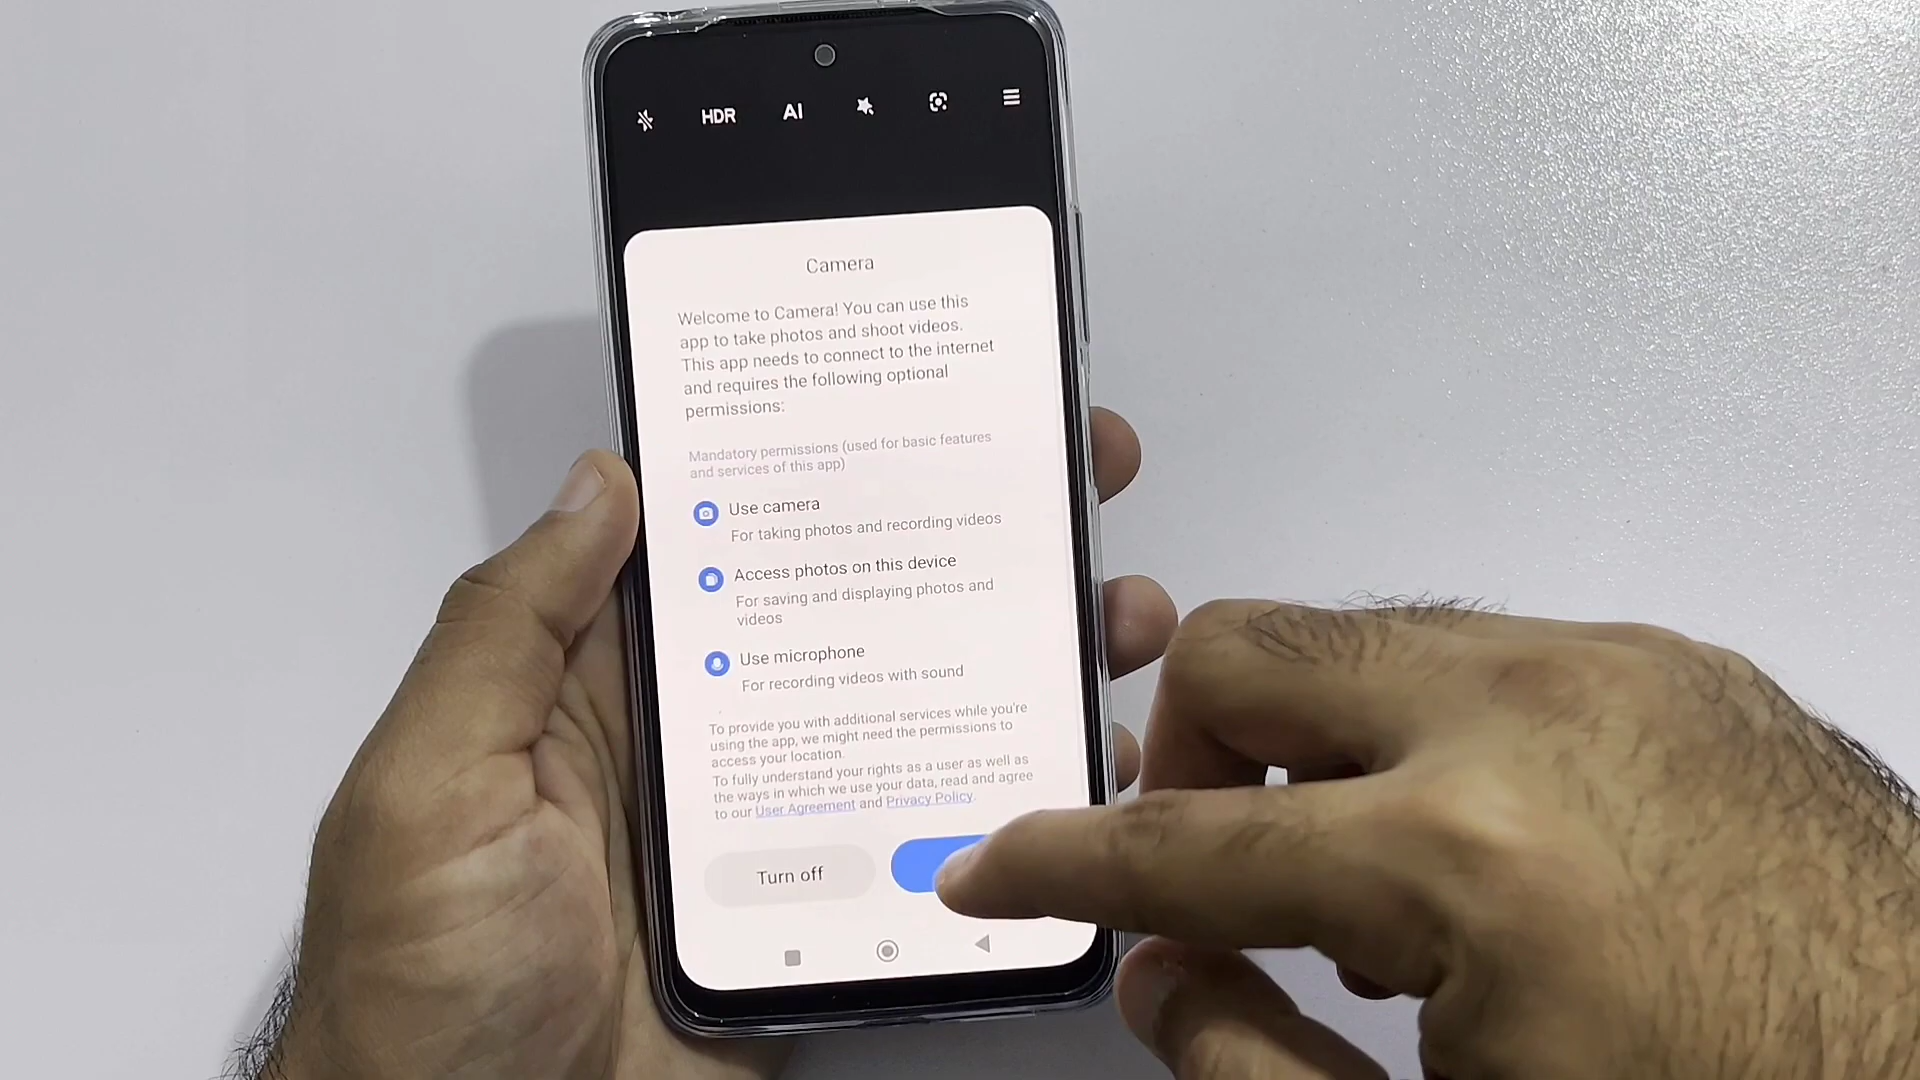 HDR AI
Camera
Welcome to Camera! You can use this
app to take photos and shoot videos.
This app needs to connect to the internet
and requires the following optional
permissions:
Mandatory permissions (used for basic features
and services of this app)
Use camera
For taking photos and recording videos
Access photos on this device
For saving and displaying photos and
videos
Use microphone
For recording videos with sound
To provide you with additional services while you're
using the app, we might need the permissions to
access your location.
To fully understand your rights as a user as well as
the ways in which we use your data, read and agree
to our User Agreement and Privacy Policy.
Turn off